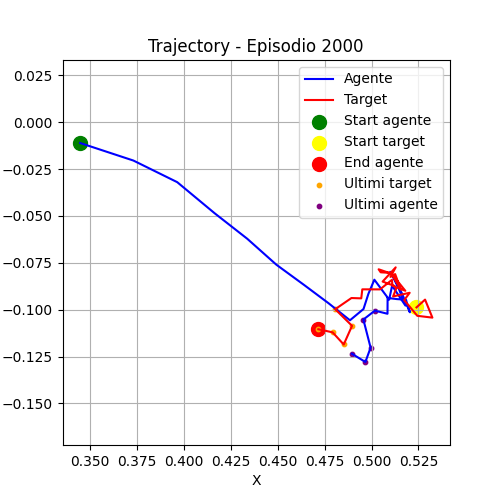 Trajectory - Episodio 2000
Agente
Target
Start agente
Start target
End agente
Ultimi target
Ultimi agente
0.025
0.000
−0.025
−0.050
−0.075
−0.100
−0.125
−0.150
0.350 0.375 0.400 0.425 0.450 0.475 0.500 0.525
X